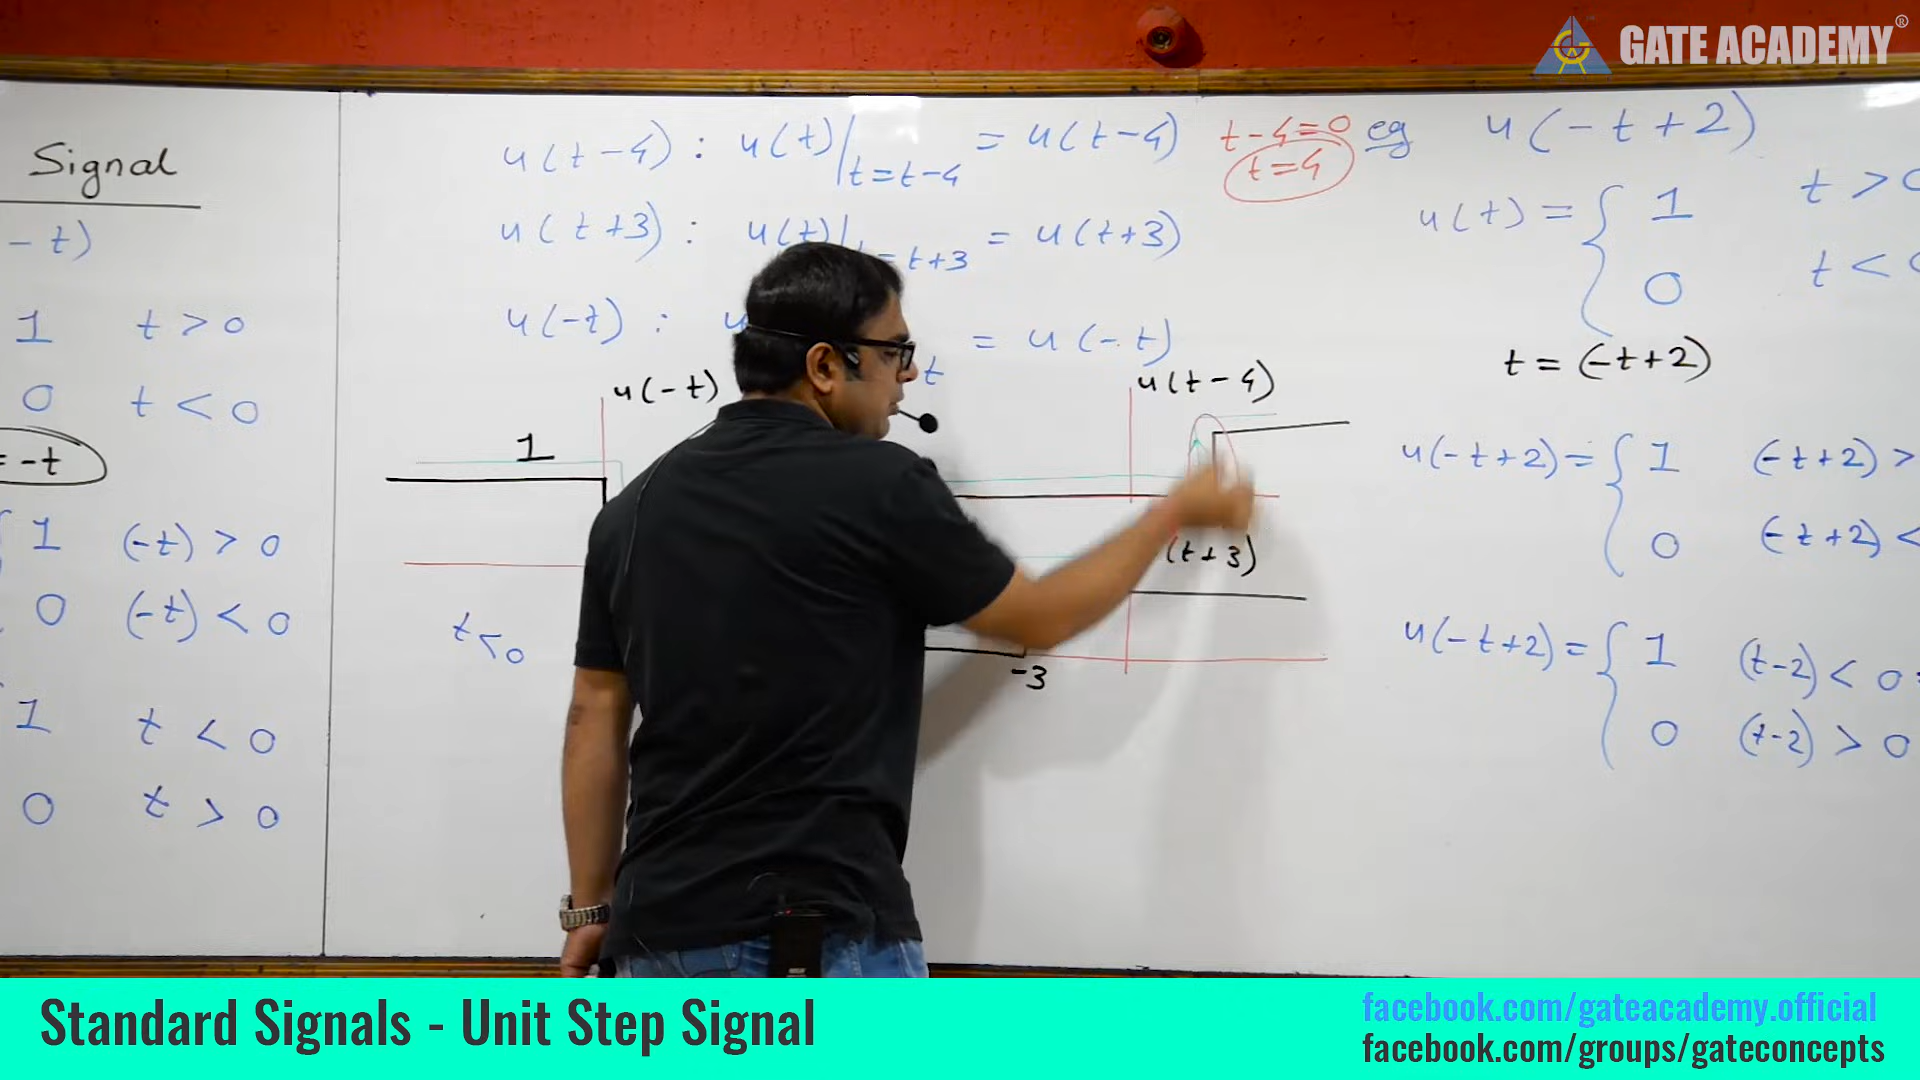 GATE ACADEMY®
Signal
- t)
1 t > 0
0 t < 0
= -t
1 (-t) > 0
0 (-t) < 0
1 t < 0
0 t > 0
u(t-4) : u(t)| t=t-4 = u(t-4)
t-4=0
t=4
u(t+3) : u(t)| = t+3 = u(t+3)
u(-t) : u t = u(-t)
u(-t)
1
t<0
u(t-4)
(t+3)
-3
eg u(-t+2)
u(t) = { 1 t > 0
0 t <
t = (-t+2)
u(-t+2) = { 1 (-t+2) >
0 (-t+2) <
u(-t+2) = { 1 (t-2) < 0
0 (t-2) > 0
Standard Signals - Unit Step Signal
facebook.com/gateacademy.official
facebook.com/groups/gateconcepts